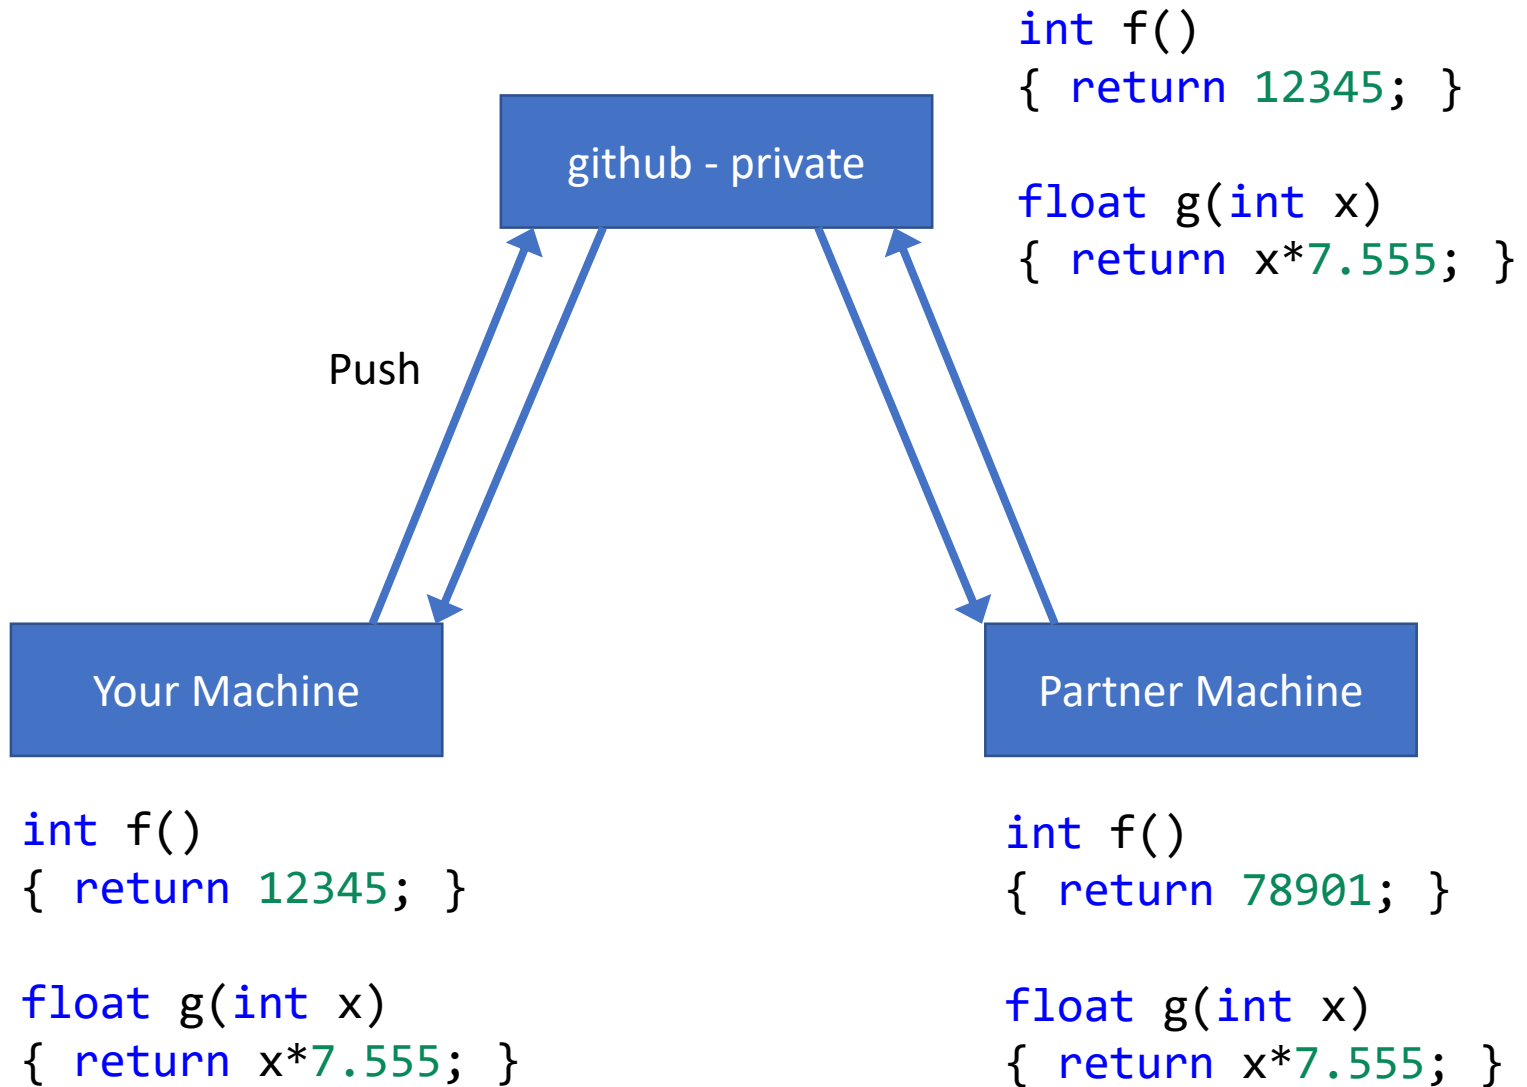 int f()
{ return 12345; }
float g(int x)
{ return x*7.555; }
github - private
Push
Your Machine
Partner Machine
int f()
{ return 12345; }
float g(int x)
{ return x*7.555; }
int f()
{ return 78901; }
float g(int x)
{ return x*7.555; }